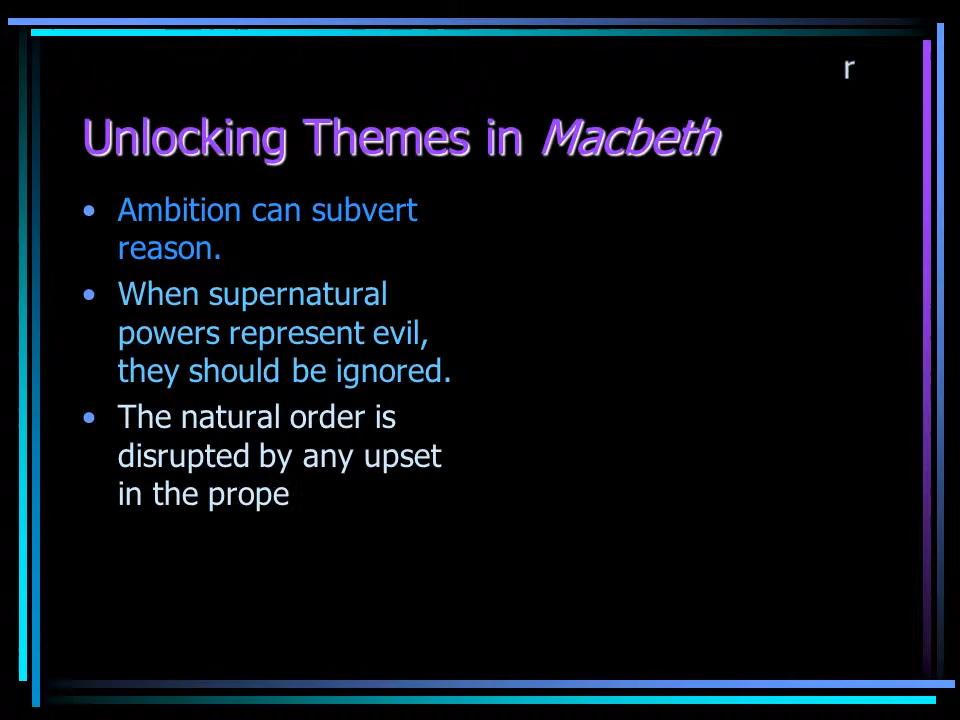 r
Unlocking Themes in Macbeth
• Ambition can subvert
reason.
• When supernatural
powers represent evil,
they should be ignored.
• The natural order is
disrupted by any upset
in the prope